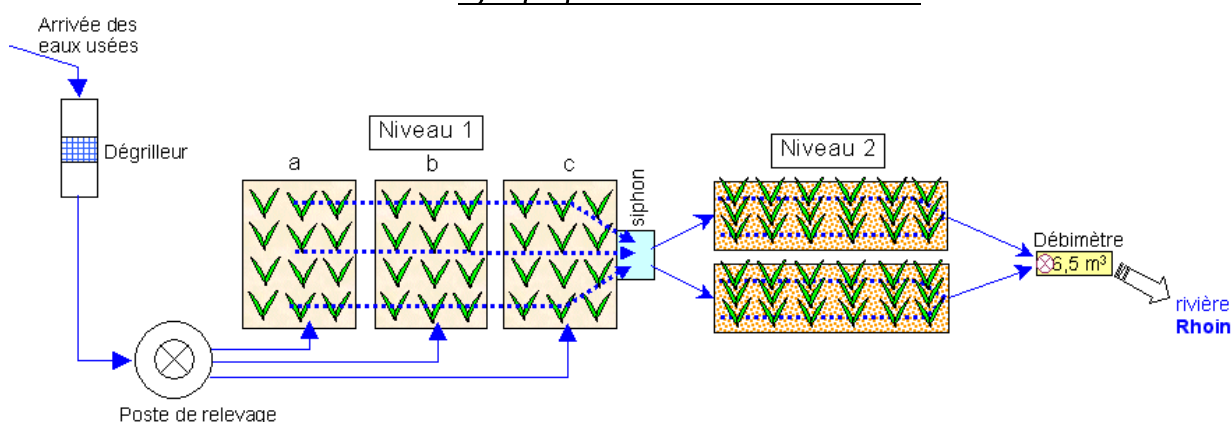 Arrivée des
eaux usées
Dégrilleur
Niveau 1
a
b
c
siphon
Niveau 2
Débimètre
6,5 m³
rivière
Rhoin
Poste de relevage